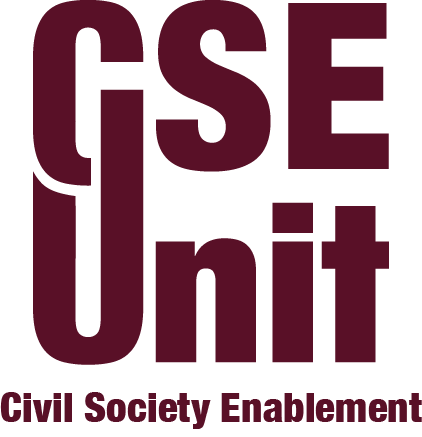 CSE
Unit
Civil Society Enablement